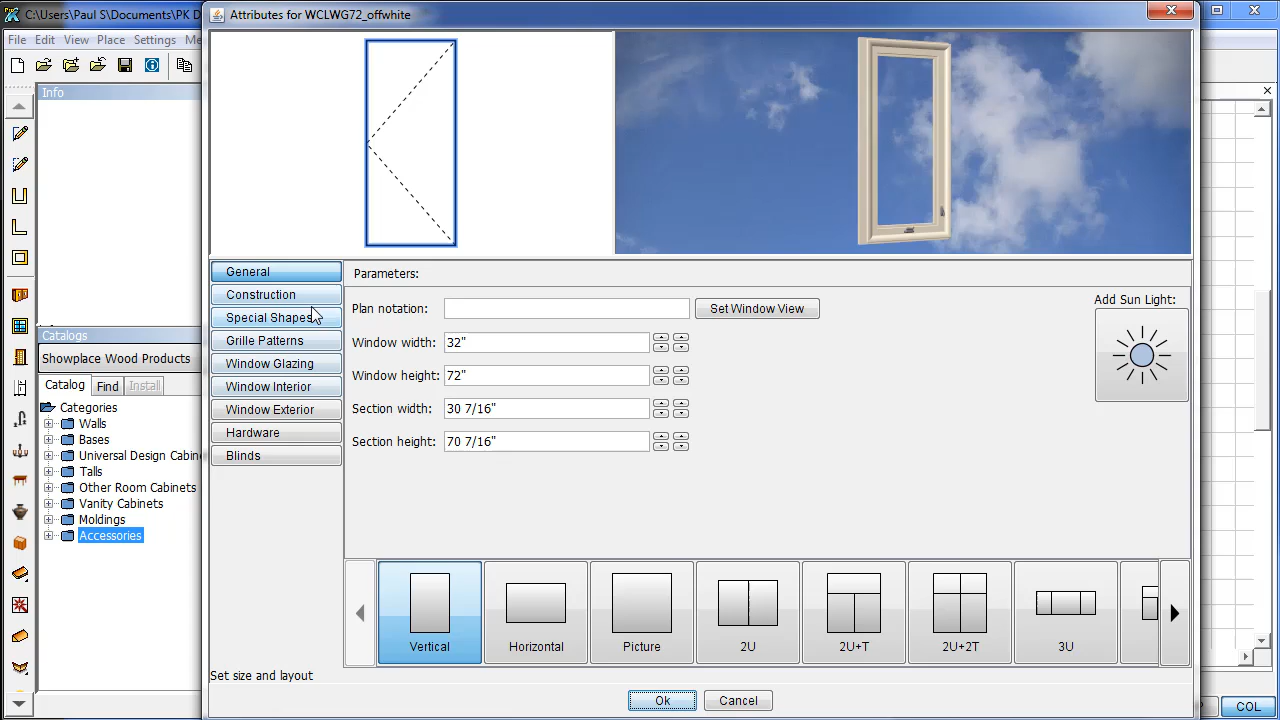 C:\Users\Paul S\Documents\PK D
Attributes for WCLWG72_offwhite
File Edit View Place Settings Me
Info
General
Construction
Special Shapes
Grille Patterns
Window Glazing
Window Interior
Window Exterior
Hardware
Blinds
Parameters:
Plan notation:
Set Window View
Window width: 32"
Window height: 72"
Section width: 30 7/16"
Section height: 70 7/16"
Add Sun Light:
Catalogs
Showplace Wood Products
Catalog Find Install
Categories
Walls
Bases
Universal Design Cabin
Talls
Other Room Cabinets
Vanity Cabinets
Moldings
Accessories
Vertical
Horizontal
Picture
2U
2U+T
2U+2T
3U
Set size and layout
Ok
Cancel
COL